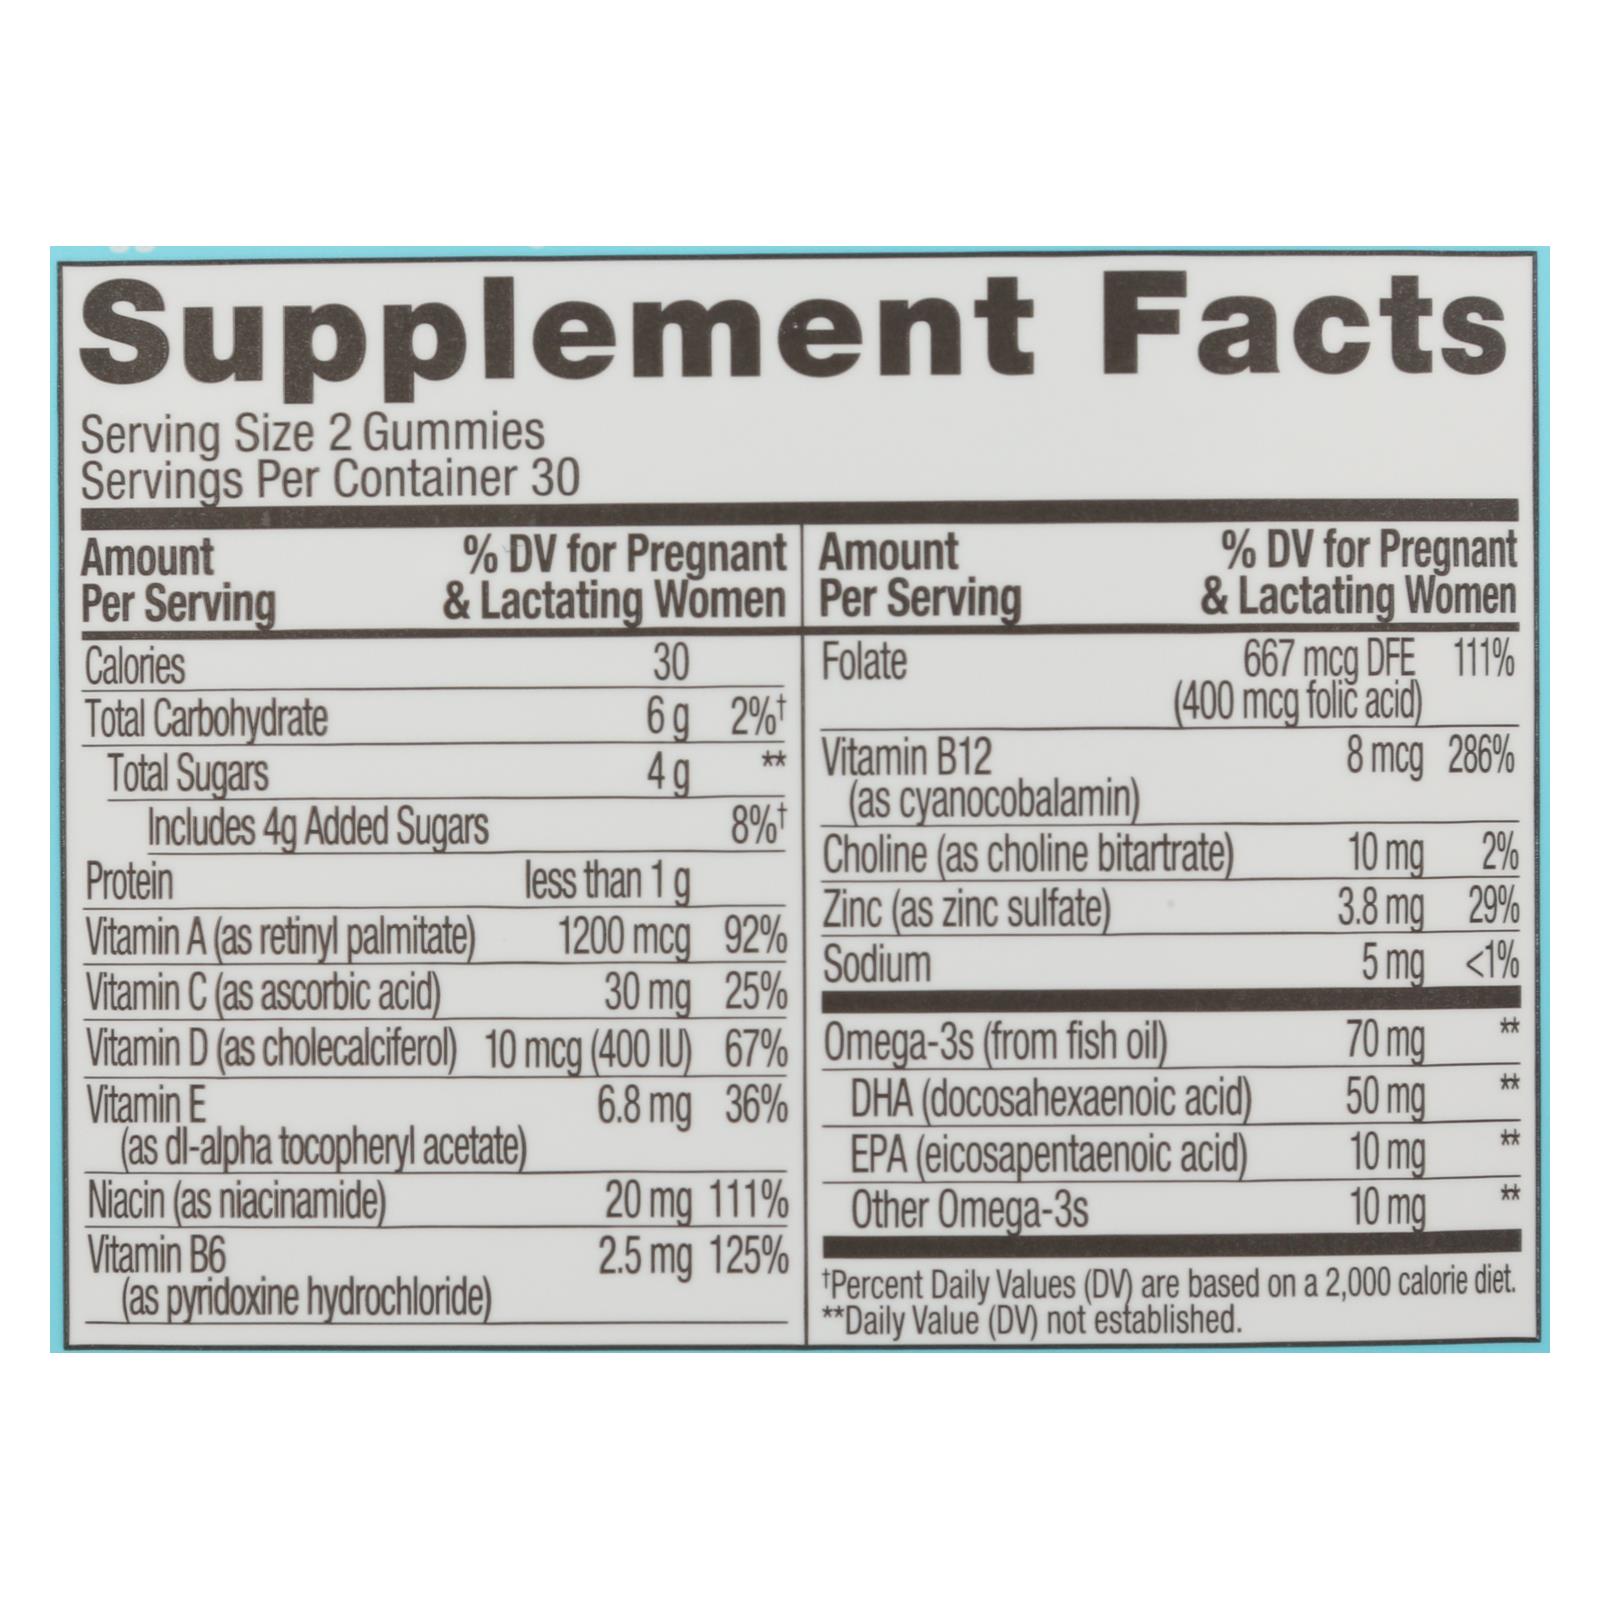 Supplement Facts
Serving Size 2 Gummies
Servings Per Container 30
Amount Per Serving % DV for Pregnant & Lactating Women
Calories 30
Total Carbohydrate 6 g 2%†
Total Sugars 4 g **
Includes 4g Added Sugars 8%†
Protein less than 1 g
Vitamin A (as retinyl palmitate) 1200 mcg 92%
Vitamin C (as ascorbic acid) 30 mg 25%
Vitamin D (as cholecalciferol) 10 mcg (400 IU) 67%
Vitamin E 6.8 mg 36%
(as dl-alpha tocopheryl acetate)
Niacin (as niacinamide) 20 mg 111%
Vitamin B6 2.5 mg 125%
(as pyridoxine hydrochloride)
Amount Per Serving % DV for Pregnant & Lactating Women
Folate 667 mcg DFE 111%
(400 mcg folic acid)
Vitamin B12 8 mcg 286%
(as cyanocobalamin)
Choline (as choline bitartrate) 10 mg 2%
Zinc (as zinc sulfate) 3.8 mg 29%
Sodium 5 mg <1%
Omega-3s (from fish oil) 70 mg **
DHA (docosahexaenoic acid) 50 mg **
EPA (eicosapentaenoic acid) 10 mg **
Other Omega-3s 10 mg **
†Percent Daily Values (DV) are based on a 2,000 calorie diet.
**Daily Value (DV) not established.